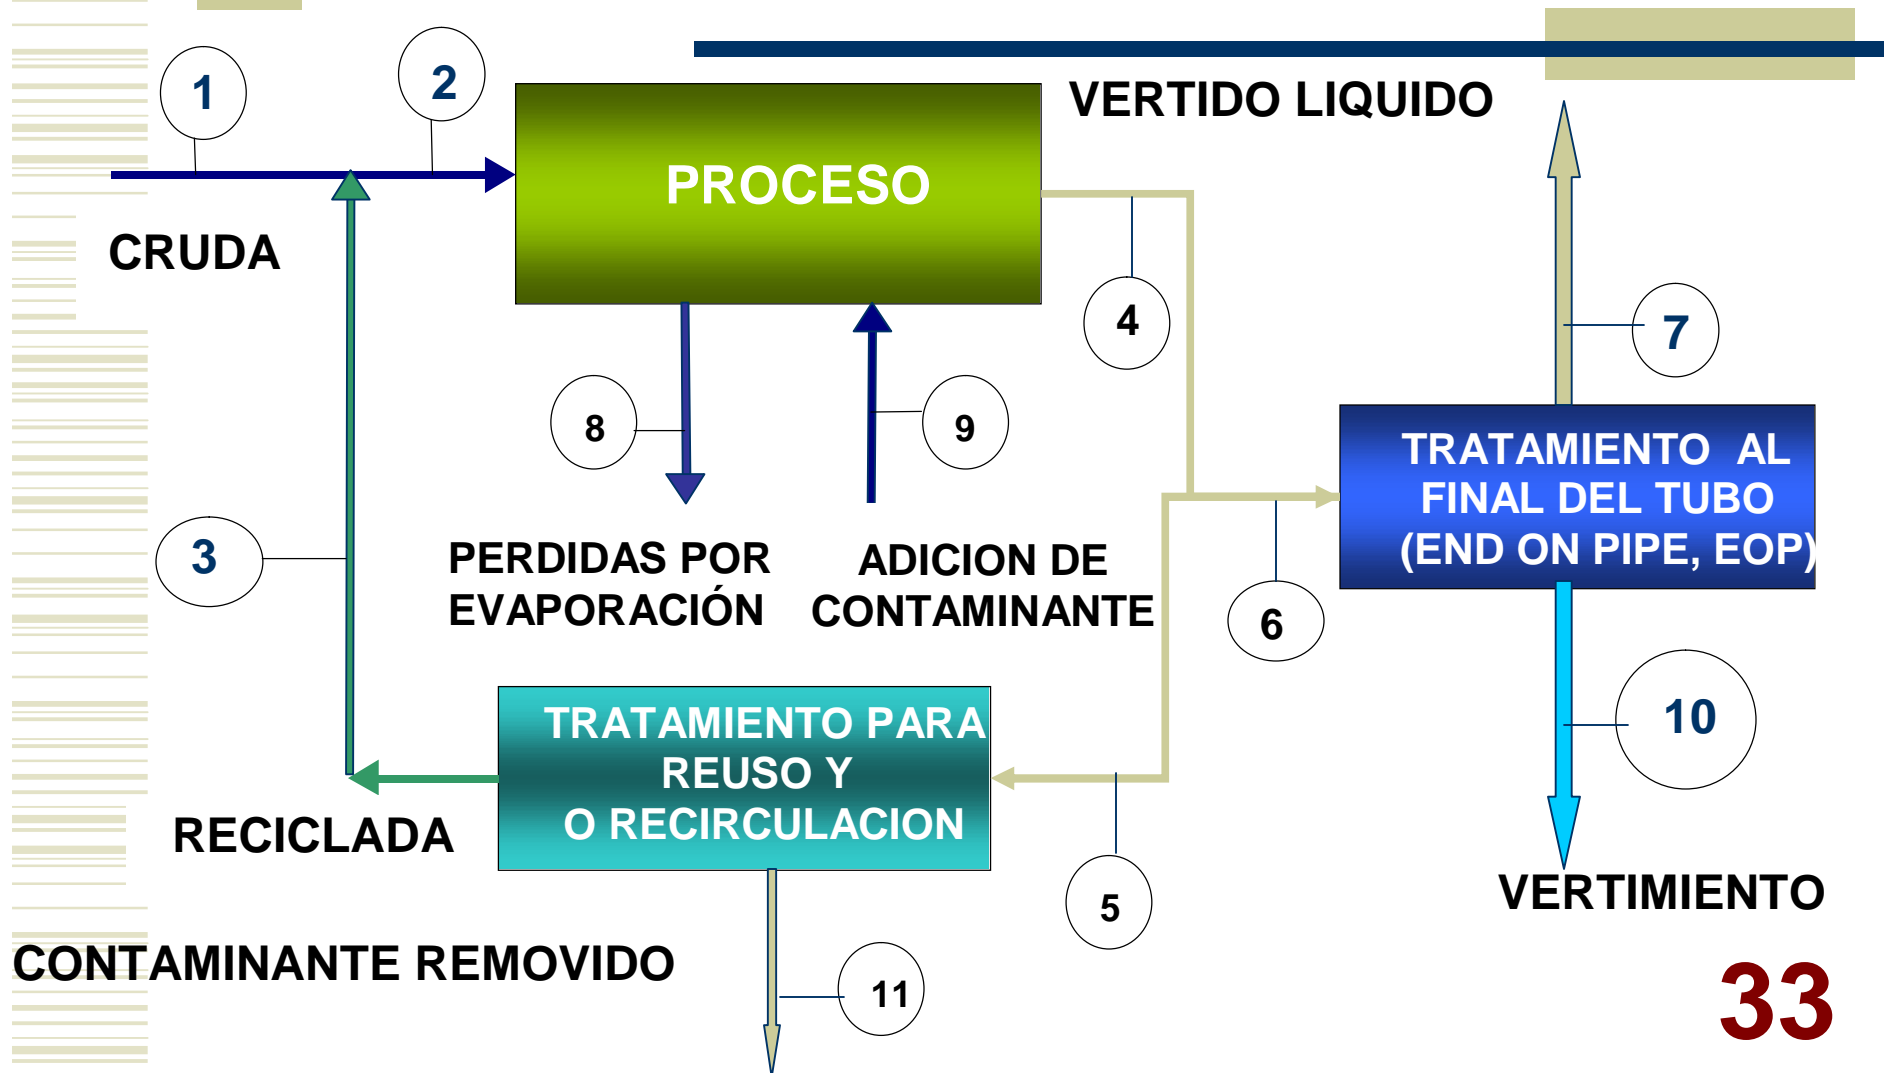 1
2
VERTIDO LIQUIDO
PROCESO
CRUDA
4
7
8
9
TRATAMIENTO AL
FINAL DEL TUBO
(END ON PIPE, EOP)
3
PERDIDAS POR
EVAPORACIÓN
ADICION DE
CONTAMINANTE
6
TRATAMIENTO PARA
REUSO Y
O RECIRCULACION
10
RECICLADA
5
VERTIMIENTO
CONTAMINANTE REMOVIDO
11
33